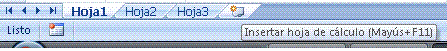 Hoja1 Hoja2 Hoja3
Listo Insertar hoja de cálculo (Mayús+F11)